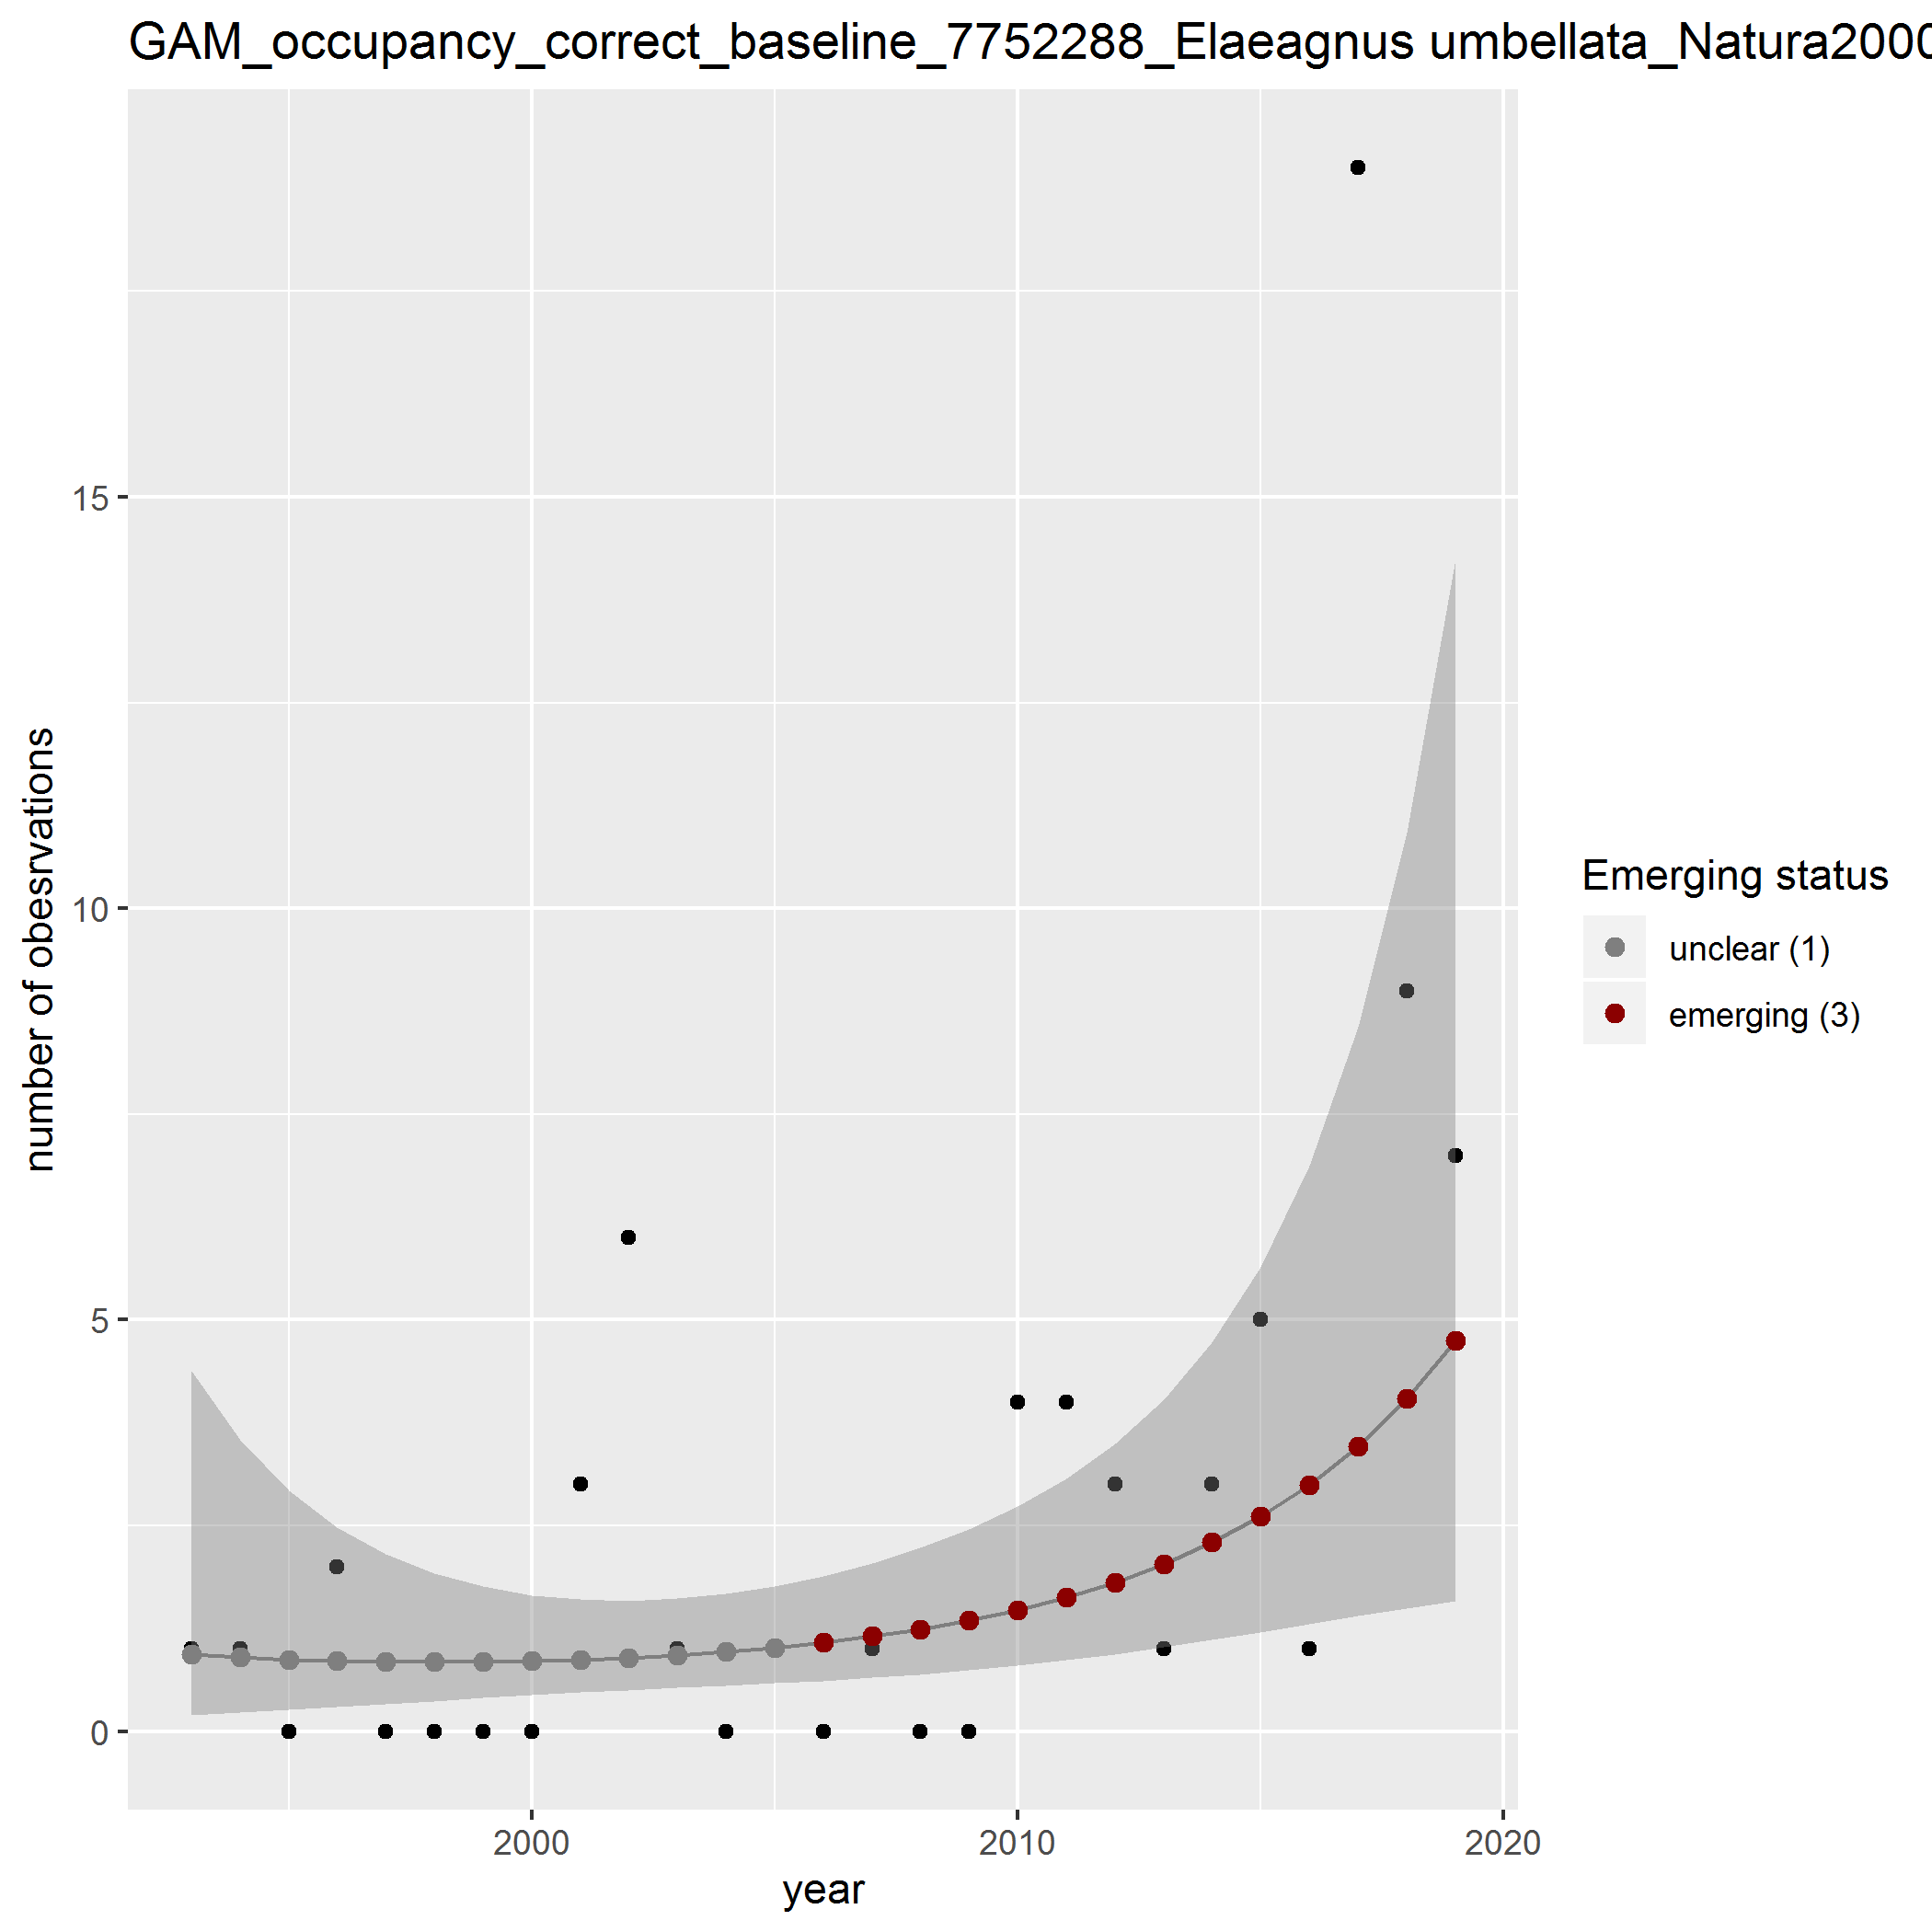 GAM_occupancy_correct_baseline_7752288_Elaeagnus umbellata_Natura2000
number of obesrvations
15
10
5
0
2000
2010
2020
year
Emerging status
unclear (1)
emerging (3)